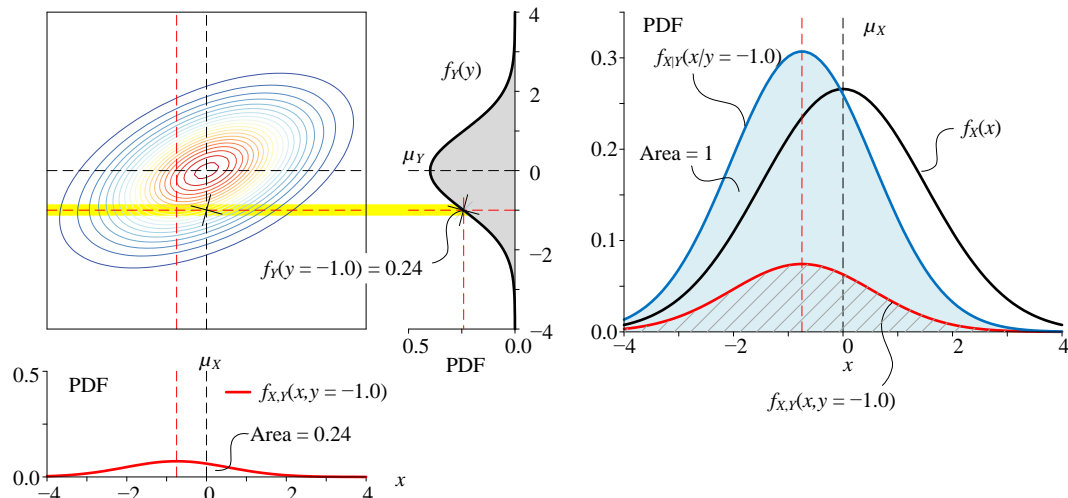 4
f_Y(y)
2
μ_Y
0
−2
f_Y(y = −1.0) = 0.24
−4
0.5
0.0
PDF
μ_X
0.5
PDF
f_{X,Y}(x,y = −1.0)
Area = 0.24
0.0
−4
−2
0
2
4
x
PDF
μ_X
0.3
f_{X|Y}(x/y = −1.0)
f_X(x)
0.2
Area = 1
0.1
0.0
−4
−2
0
2
4
x
f_{X,Y}(x,y = −1.0)